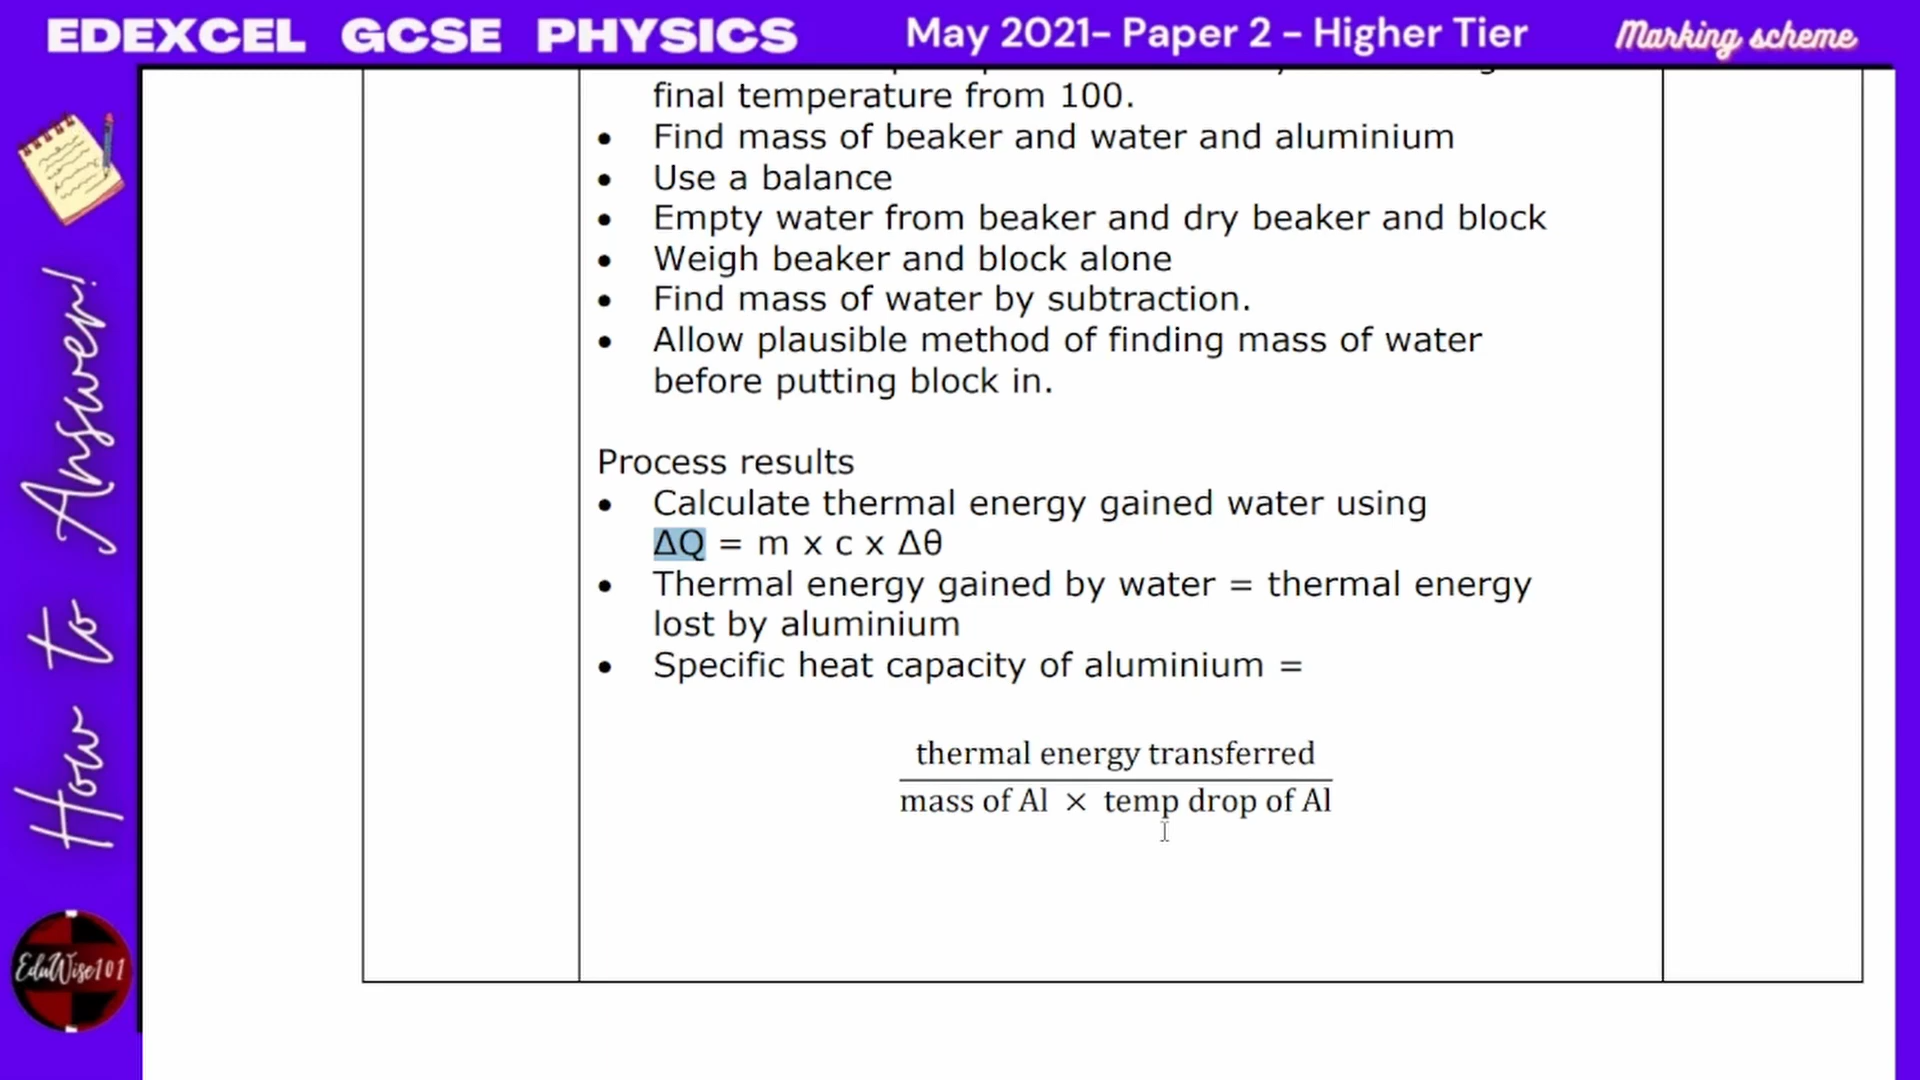 EDEXCEL GCSE PHYSICS
May 2021– Paper 2 – Higher Tier
Marking scheme
How to Answer!
EduWise101
final temperature from 100.
• Find mass of beaker and water and aluminium
• Use a balance
• Empty water from beaker and dry beaker and block
• Weigh beaker and block alone
• Find mass of water by subtraction.
• Allow plausible method of finding mass of water
before putting block in.
Process results
• Calculate thermal energy gained water using
ΔQ = m x c x Δθ
• Thermal energy gained by water = thermal energy
lost by aluminium
• Specific heat capacity of aluminium =
thermal energy transferred
mass of Al × temp drop of Al